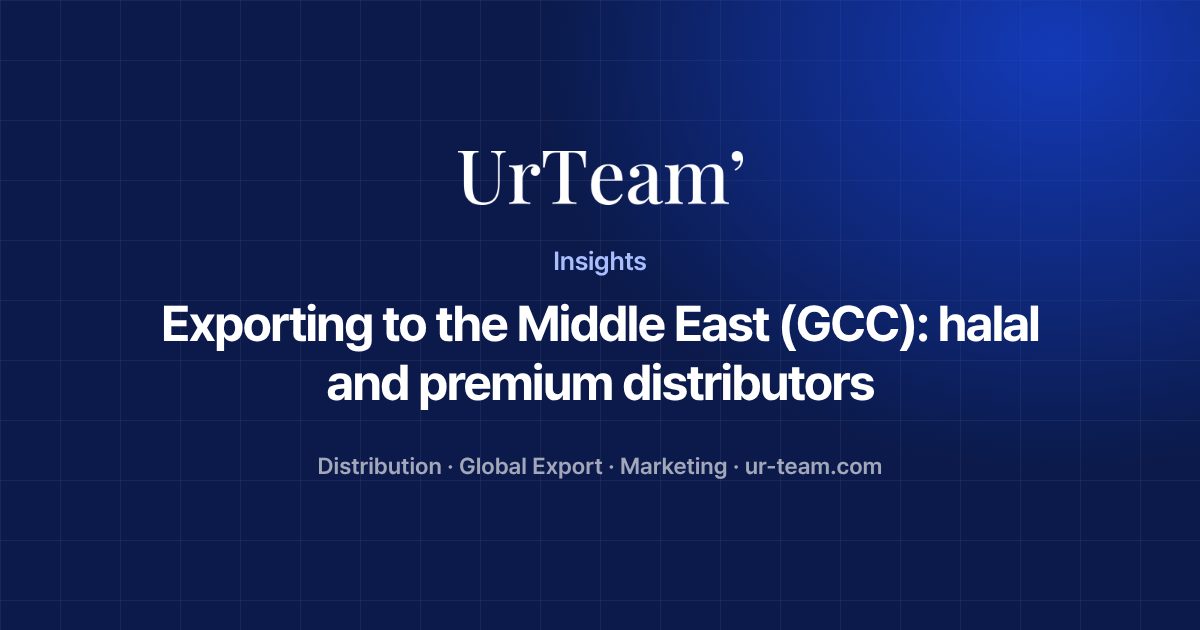 UrTeam’
Insights
Exporting to the Middle East (GCC): halal
and premium distributors
Distribution · Global Export · Marketing · ur-team.com